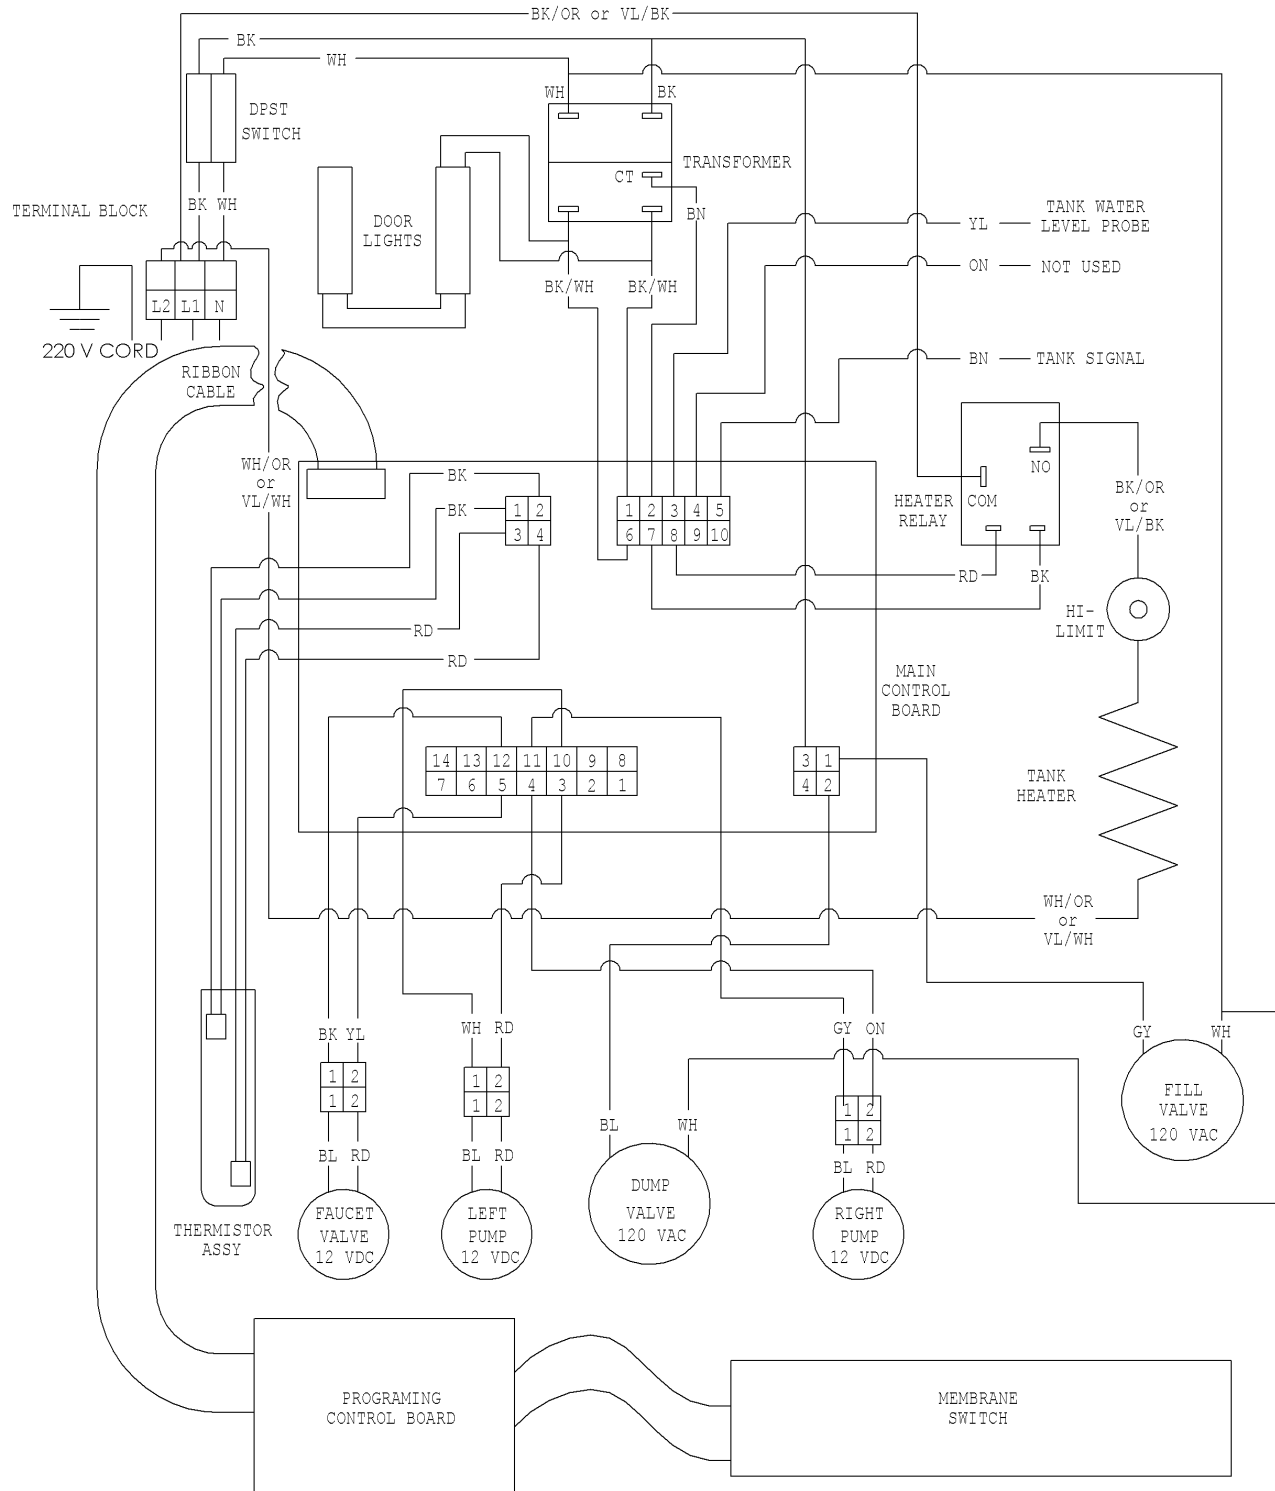 BK/OR or VL/BK
BK
WH
WH
BK
DPST
SWITCH
TRANSFORMER
CT
BK WH
TERMINAL BLOCK
DOOR
LIGHTS
BN
YL
TANK WATER
LEVEL PROBE
ON
NOT USED
BK/WH
BK/WH
L2 L1 N
220 V CORD
RIBBON
CABLE
BN
TANK SIGNAL
WH/OR
or
VL/WH
BK
BK
1 2
3 4
1 2 3 4 5
6 7 8 9 10
NO
COM
HEATER
RELAY
BK/OR
or
VL/BK
RD
BK
HI-
LIMIT
RD
RD
MAIN
CONTROL
BOARD
14 13 12 11 10 9 8
7 6 5 4 3 2 1
3 1
4 2
TANK
HEATER
WH/OR
or
VL/WH
BK YL
WH RD
GY ON
GY
WH
1 2
1 2
1 2
1 2
1 2
1 2
FILL
VALVE
120 VAC
BL
WH
BL RD
BL RD
BL RD
THERMISTOR
ASSY
FAUCET
VALVE
12 VDC
LEFT
PUMP
12 VDC
DUMP
VALVE
120 VAC
RIGHT
PUMP
12 VDC
PROGRAMING
CONTROL BOARD
MEMBRANE
SWITCH